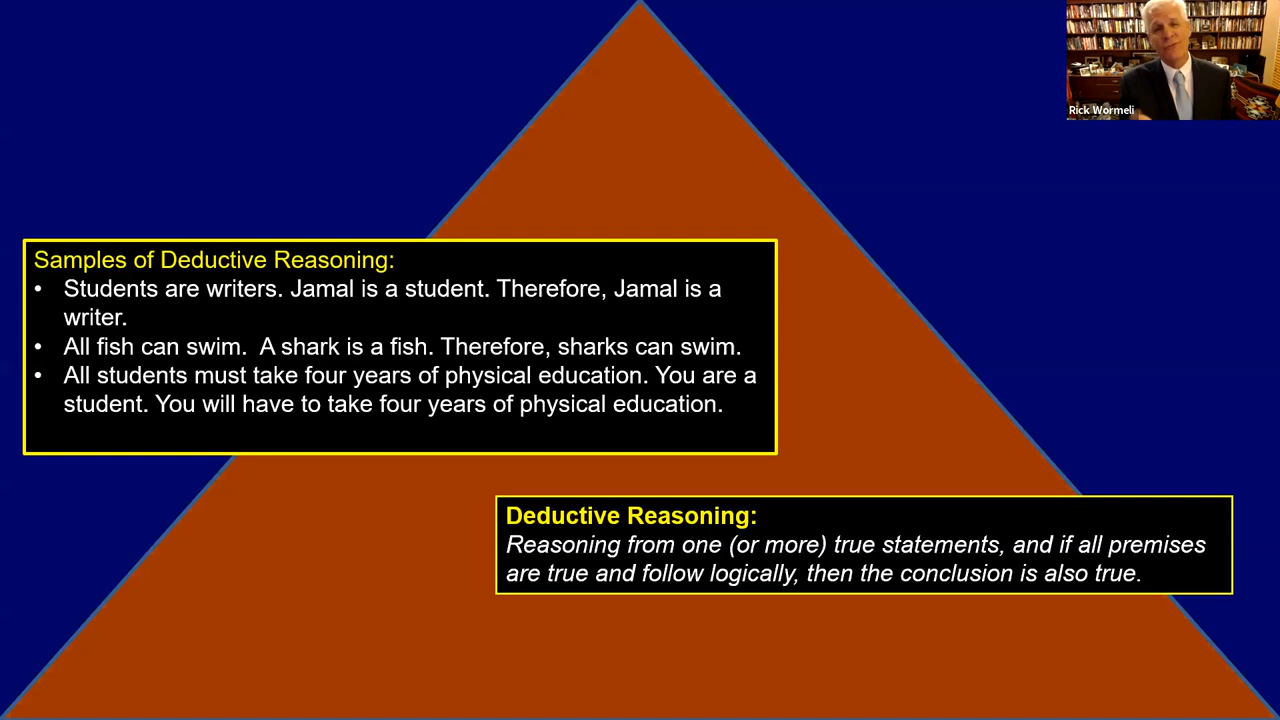 Rick Wormeli
Samples of Deductive Reasoning:
• Students are writers. Jamal is a student. Therefore, Jamal is a
writer.
• All fish can swim.  A shark is a fish. Therefore, sharks can swim.
• All students must take four years of physical education. You are a
student. You will have to take four years of physical education.
Deductive Reasoning:
Reasoning from one (or more) true statements, and if all premises
are true and follow logically, then the conclusion is also true.